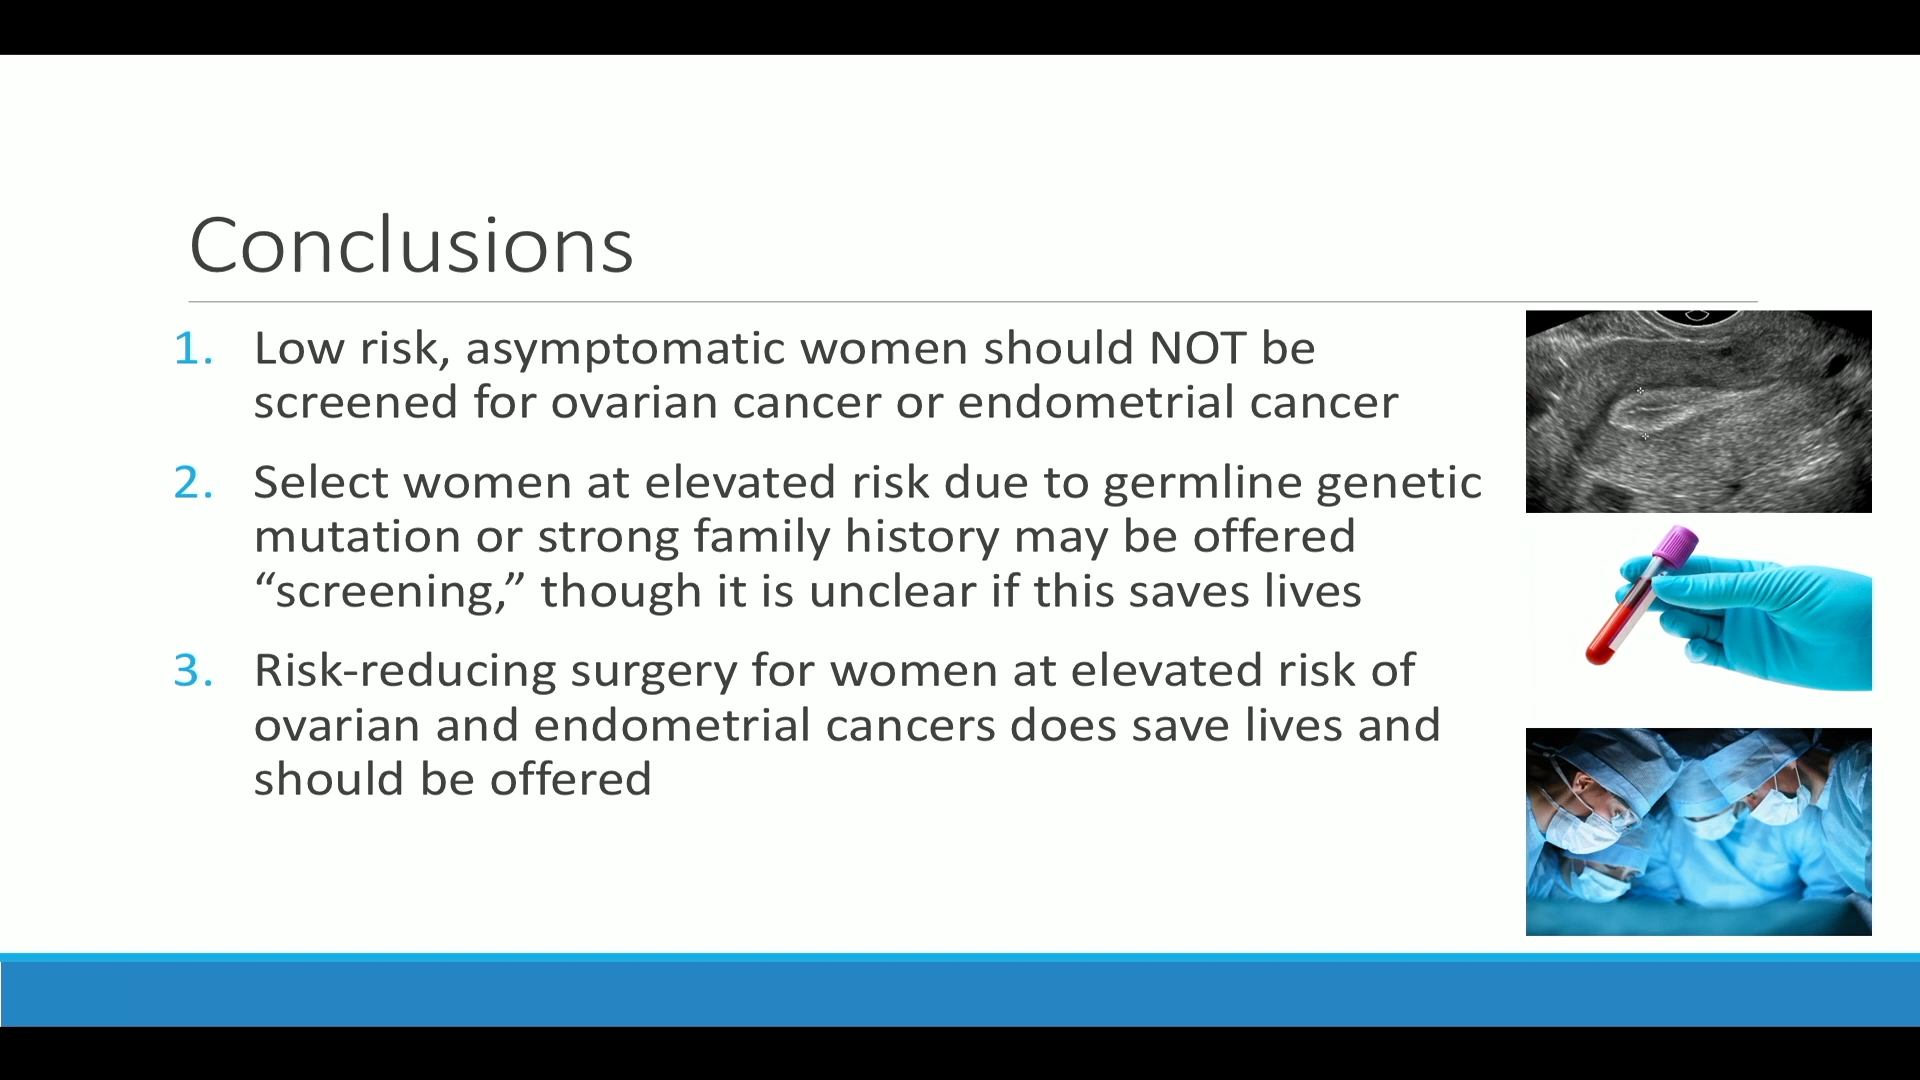 Conclusions
1. Low risk, asymptomatic women should NOT be
screened for ovarian cancer or endometrial cancer
2. Select women at elevated risk due to germline genetic
mutation or strong family history may be offered
“screening,” though it is unclear if this saves lives
3. Risk-reducing surgery for women at elevated risk of
ovarian and endometrial cancers does save lives and
should be offered